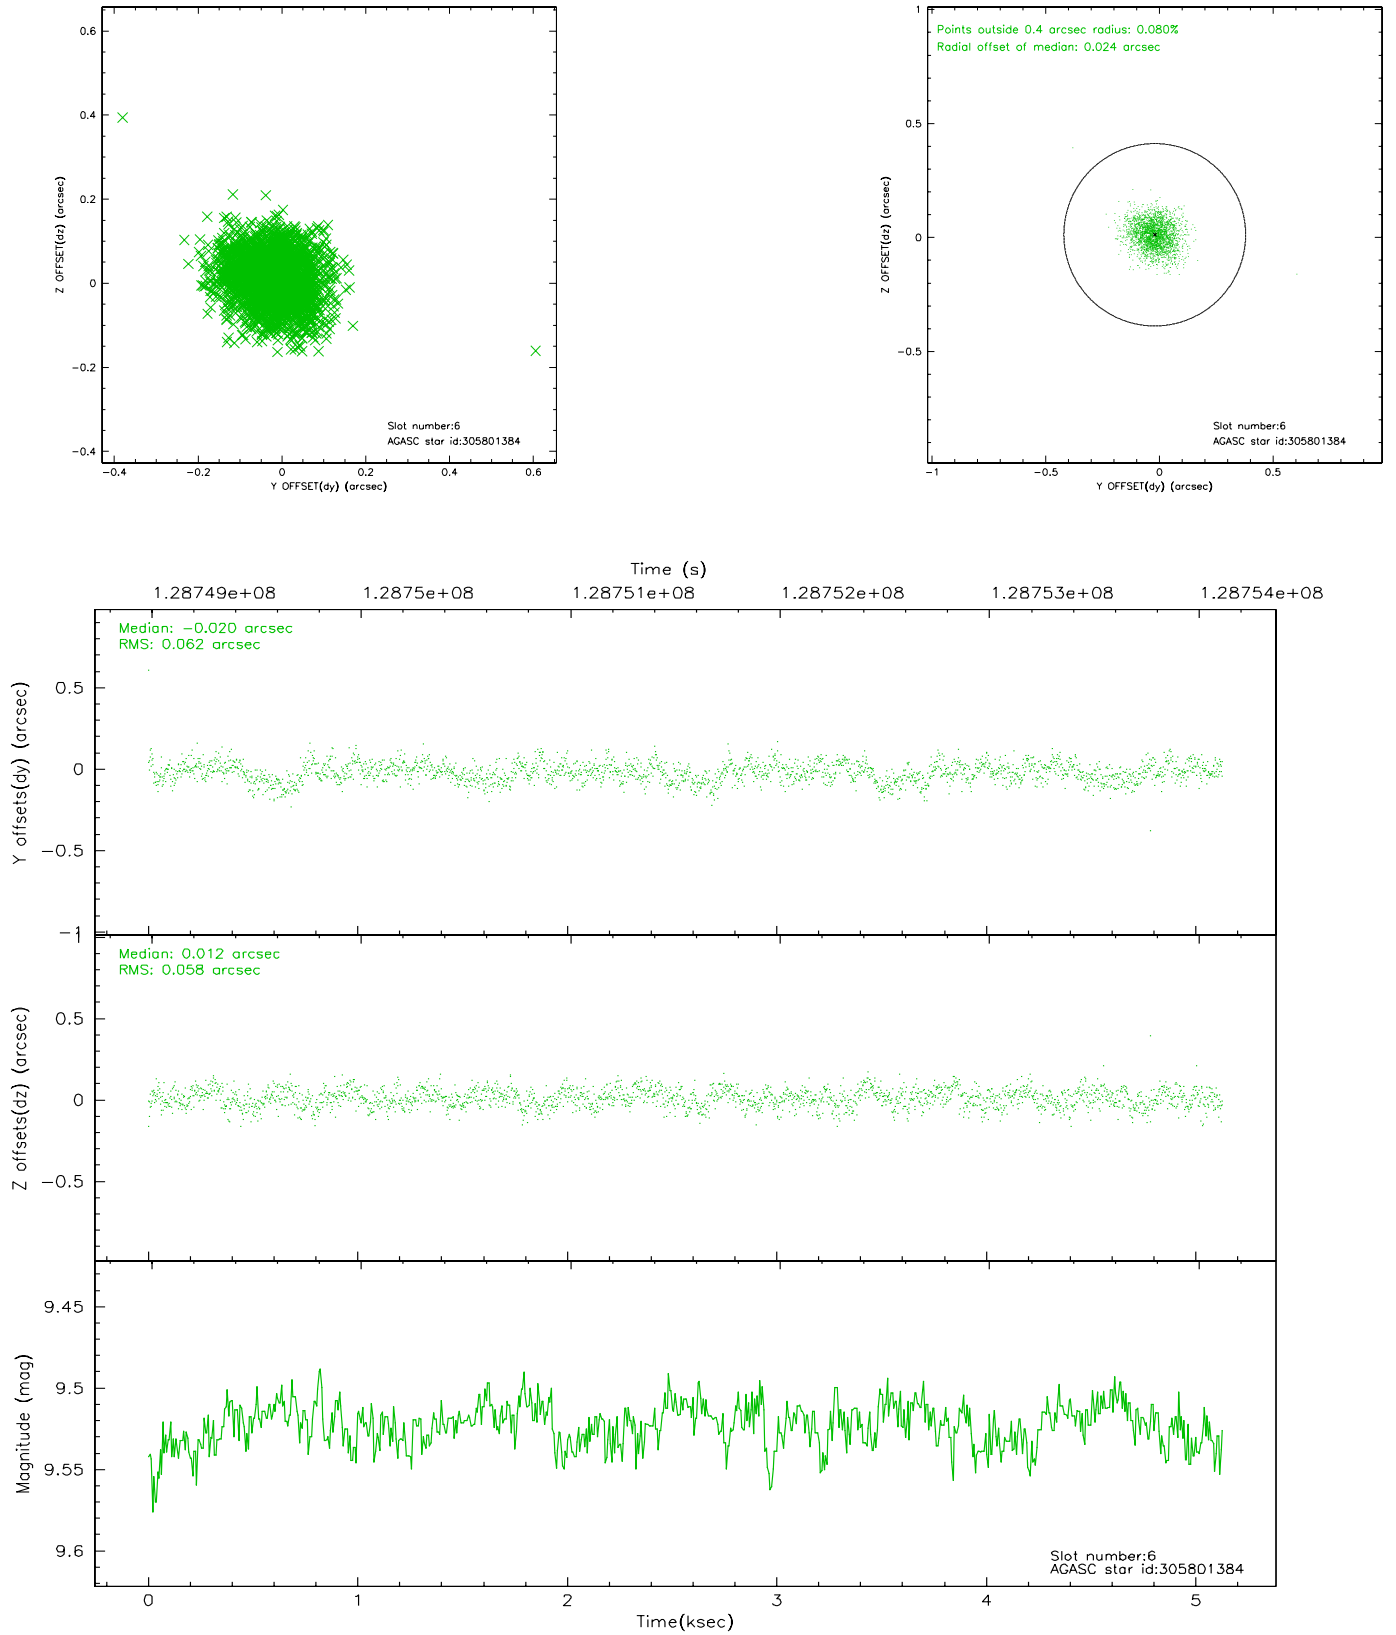 0.6
0.4
0.2
0
-0.2
-0.4
Z OFFSET(dz) (arcsec)
Slot number:6
AGASC star id:305801384
-0.4 -0.2 0 0.2 0.4 0.6
Y OFFSET(dy) (arcsec)
Points outside 0.4 arcsec radius: 0.080%
Radial offset of median: 0.024 arcsec
1
0.5
0
-0.5
Z OFFSET(dz) (arcsec)
Slot number:6
AGASC star id:305801384
-1 -0.5 0 0.5
Y OFFSET(dy) (arcsec)
Time (s)
1.28749e+08 1.2875e+08 1.28751e+08 1.28752e+08 1.28753e+08 1.28754e+08
Median: -0.020 arcsec
RMS: 0.062 arcsec
0.5
0
-0.5
-1
Y offsets(dy) (arcsec)
Median: 0.012 arcsec
RMS: 0.058 arcsec
1
0.5
0
-0.5
Z offsets(dz) (arcsec)
9.45
9.5
9.55
9.6
Magnitude (mag)
Slot number:6
AGASC star id:305801384
0 1 2 3 4 5
Time(ksec)